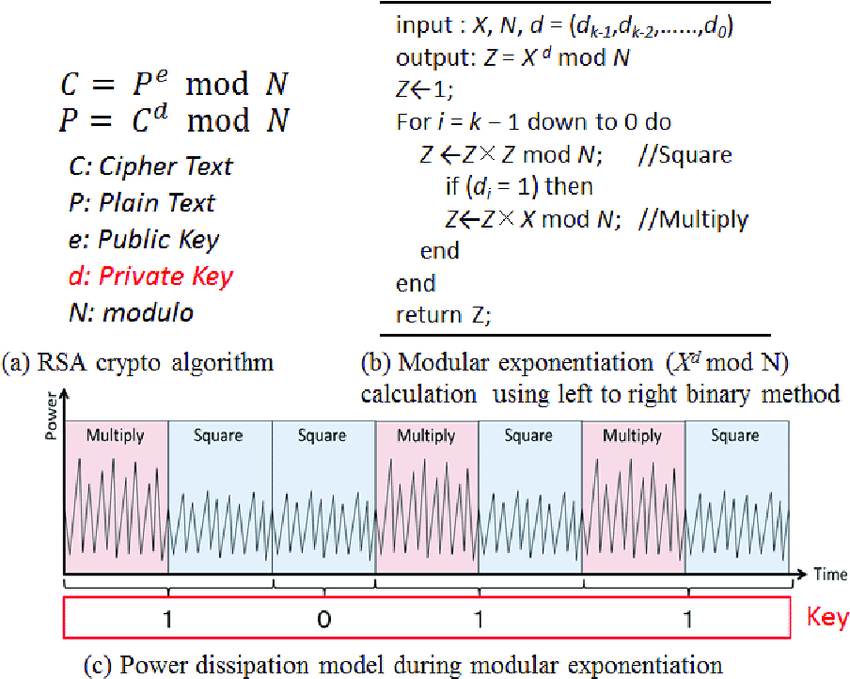 C = P^e mod N
P = C^d mod N
C: Cipher Text
P: Plain Text
e: Public Key
d: Private Key
N: modulo
(a) RSA crypto algorithm
input : X, N, d = (d_{k-1},d_{k-2},......,d_0)
output: Z = X^d mod N
Z←1;
For i = k – 1 down to 0 do
Z ←Z× Z mod N; //Square
if (d_i = 1) then
Z←Z× X mod N; //Multiply
end
end
return Z;
(b) Modular exponentiation (X^d mod N)
calculation using left to right binary method
Power
Multiply Square Square Multiply Square Multiply Square
Time
1 0 1 1 Key
(c) Power dissipation model during modular exponentiation